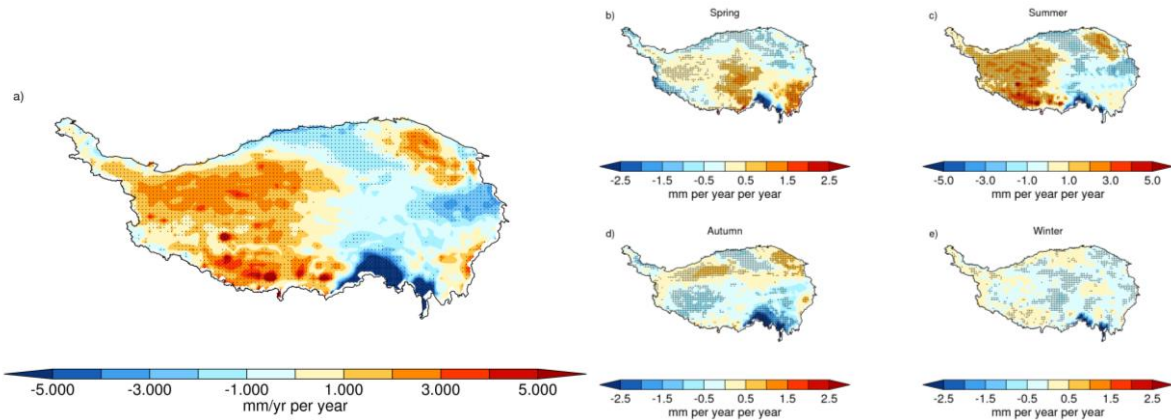 a)
-5.000 -3.000 -1.000 1.000 3.000 5.000
mm/yr per year
b) Spring
-2.5 -1.5 -0.5 0.5 1.5 2.5
mm per year per year
c) Summer
-5.0 -3.0 -1.0 1.0 3.0 5.0
mm per year per year
d) Autumn
-2.5 -1.5 -0.5 0.5 1.5 2.5
mm per year per year
e) Winter
-2.5 -1.5 -0.5 0.5 1.5 2.5
mm per year per year